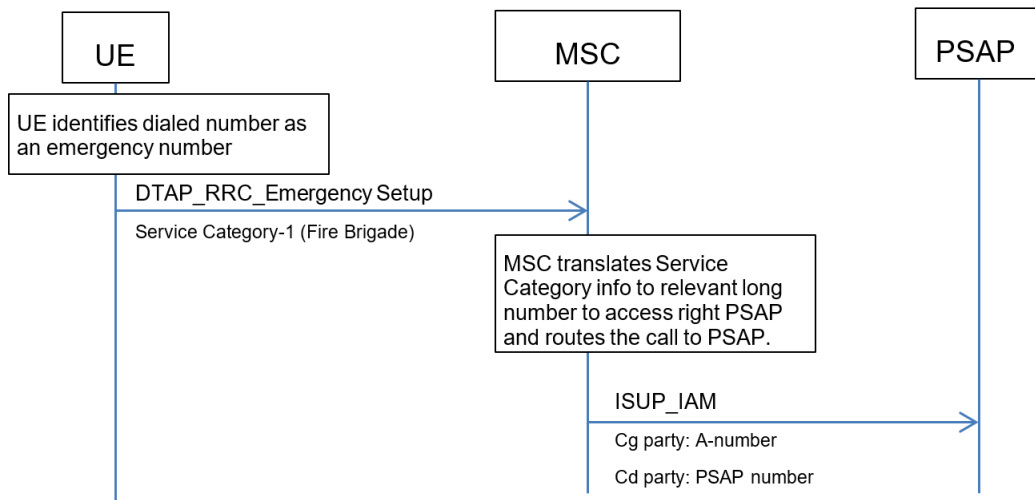 UE
MSC
PSAP
UE identifies dialed number as
an emergency number
DTAP_RRC_Emergency Setup
Service Category-1 (Fire Brigade)
MSC translates Service
Category info to relevant long
number to access right PSAP
and routes the call to PSAP.
ISUP_IAM
Cg party: A-number
Cd party: PSAP number